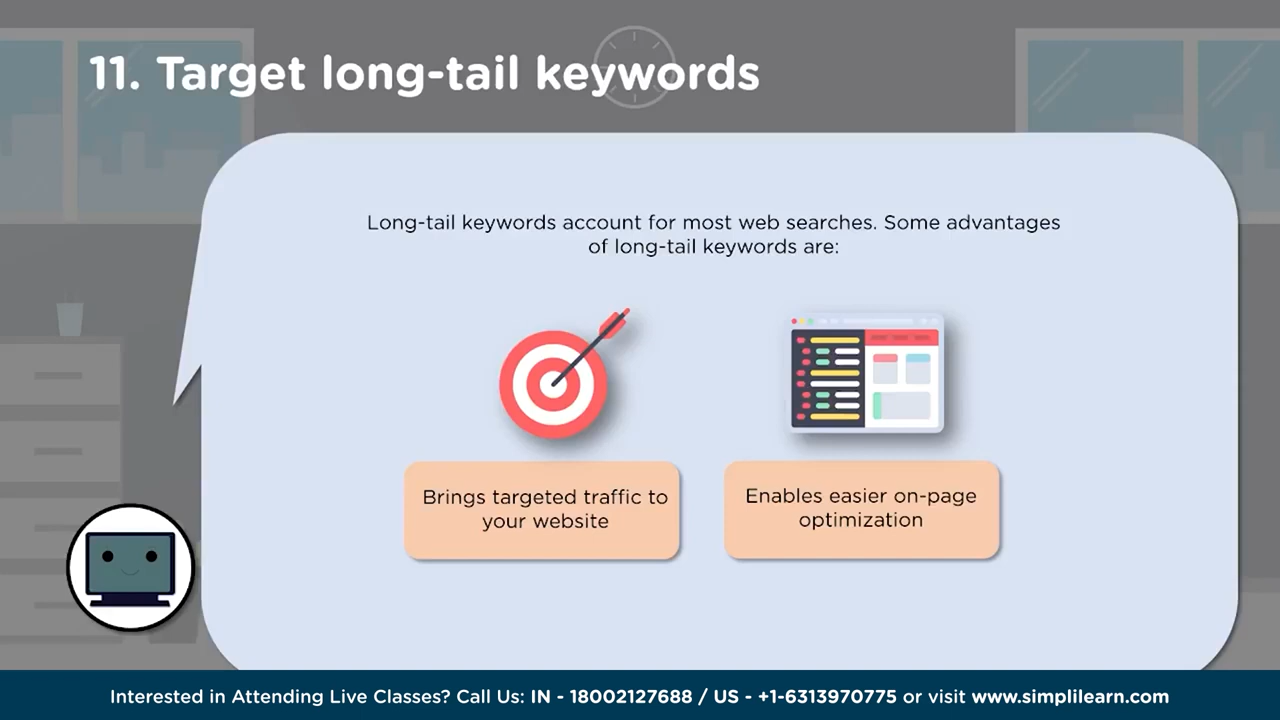 11. Target long-tail keywords
Long-tail keywords account for most web searches. Some advantages
of long-tail keywords are:
Brings targeted traffic to
your website
Enables easier on-page
optimization
Interested in Attending Live Classes? Call Us: IN - 18002127688 / US - +1-6313970775 or visit www.simplilearn.com